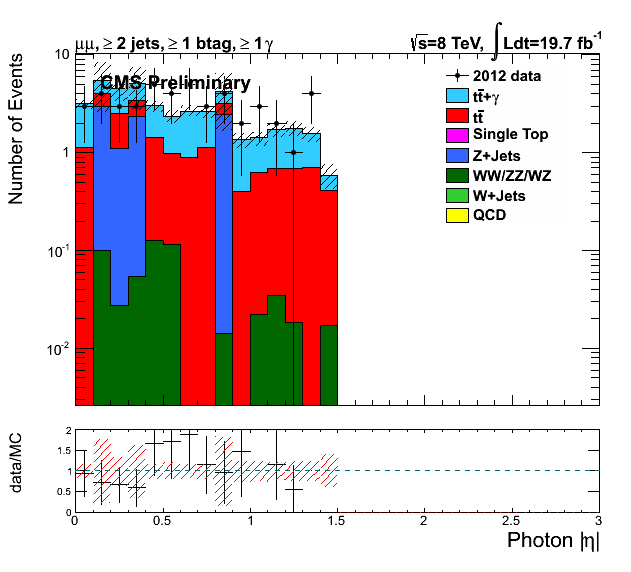 μμ, ≥ 2 jets, ≥ 1 btag, ≥ 1 γ
√s=8 TeV, ∫Ldt=19.7 fb⁻¹
CMS Preliminary
Number of Events
10
1
10⁻¹
10⁻²
2012 data
tt̄+γ
tt̄
Single Top
Z+Jets
WW/ZZ/WZ
W+Jets
QCD
data/MC
2
1.5
1
0.5
0
0 0.5 1 1.5 2 2.5 3
Photon |η|